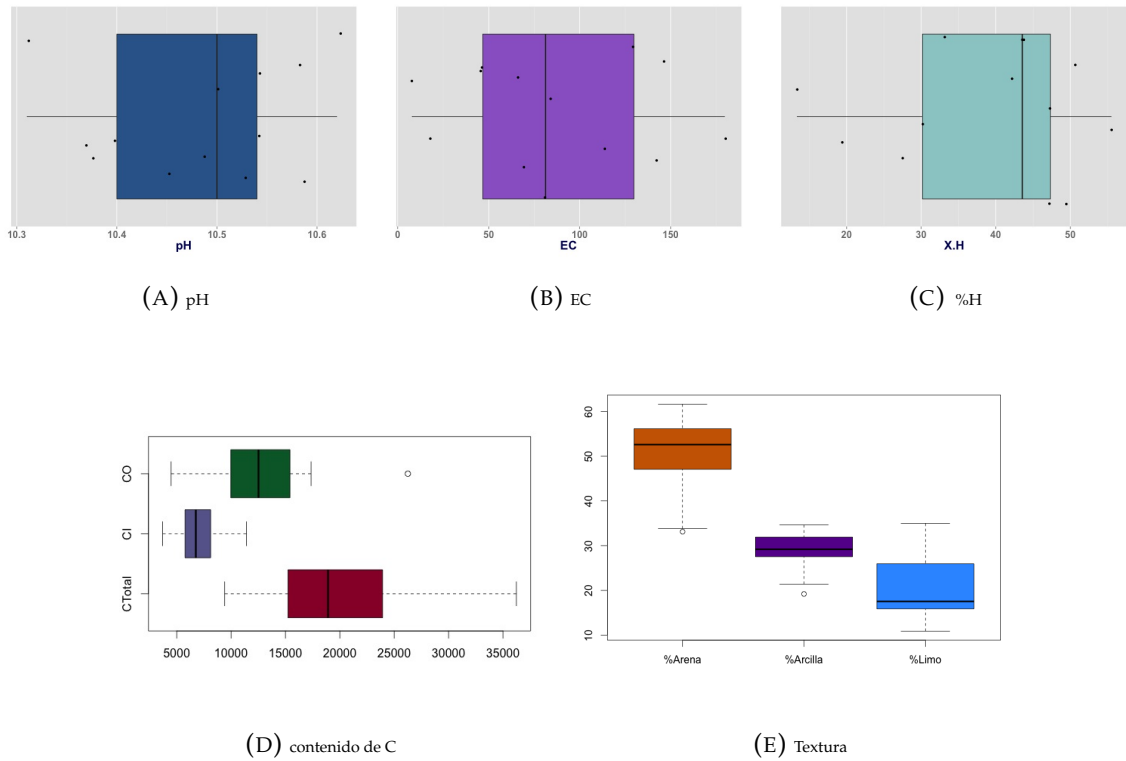 10.3 10.4 10.5 10.6
pH
0 50 100 150
EC
20 30 40 50
X.H
(A) pH
(B) EC
(C) %H
CO
CI
CTotal
5000 10000 15000 20000 25000 30000 35000
60
50
40
30
20
10
%Arena %Arcilla %Limo
(D) contenido de C
(E) Textura